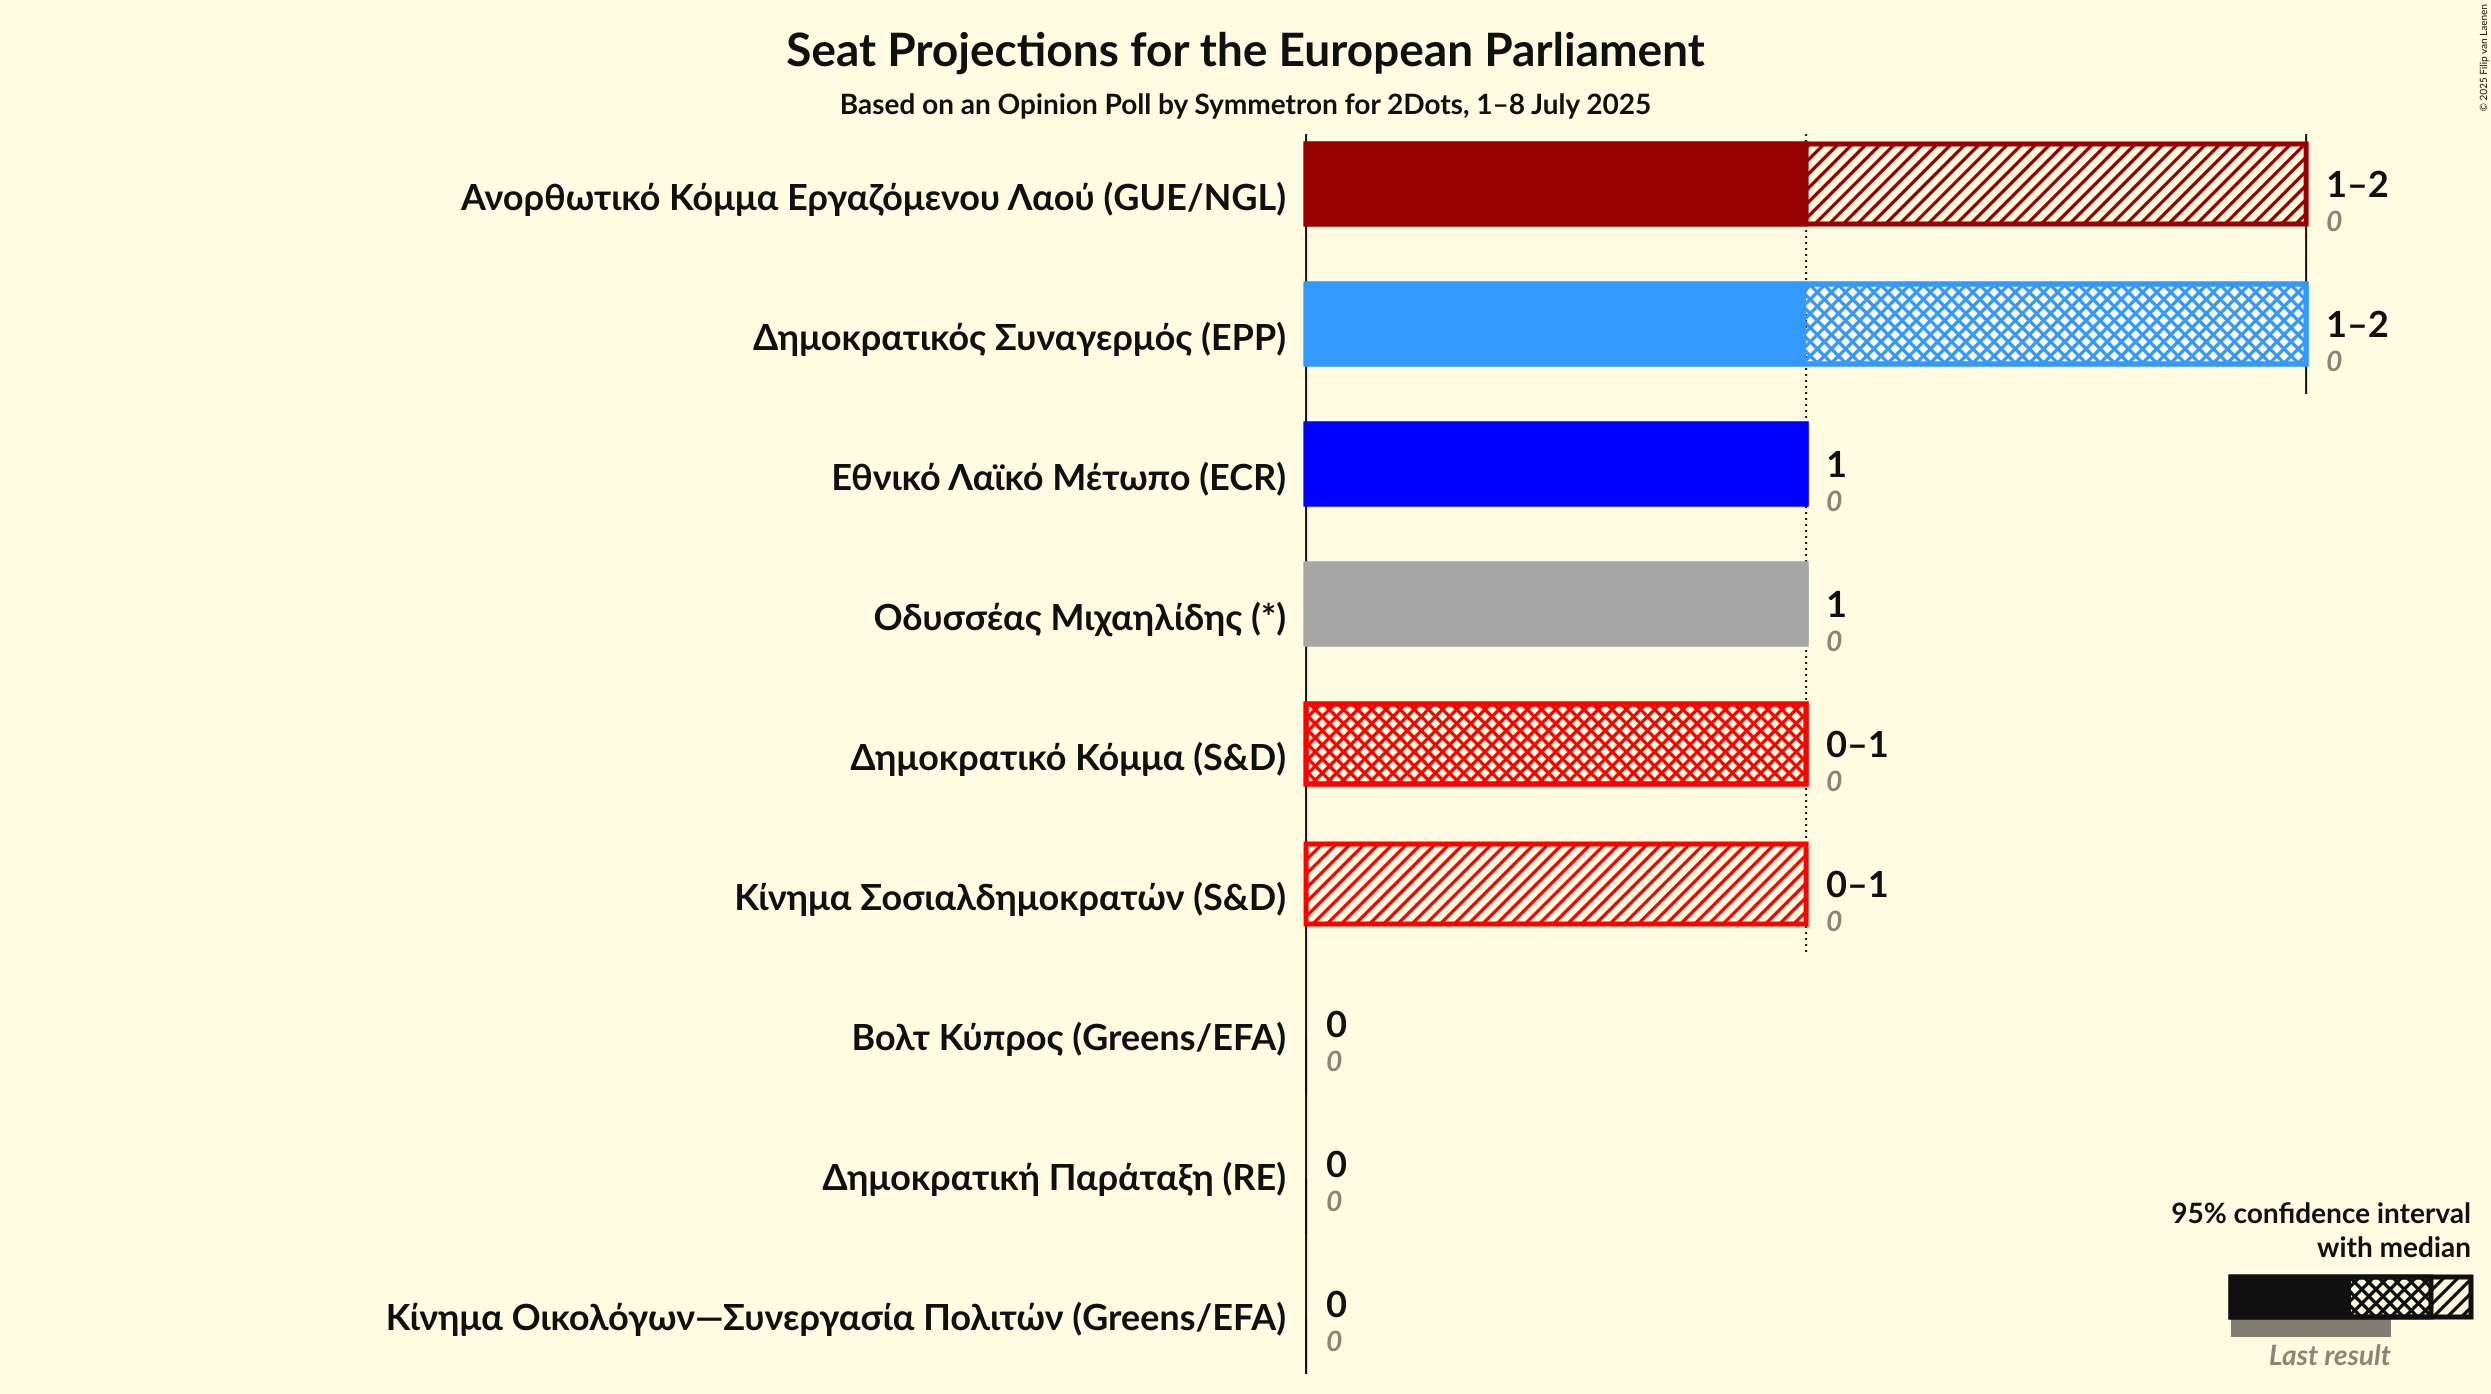 Seat Projections for the European Parliament
Based on an Opinion Poll by Symmetron for 2Dots, 1–8 July 2025
© 2025 Filip van Laenen
Ανορθωτικό Κόμμα Εργαζόμενου Λαού (GUE/NGL)
1–2
0
Δημοκρατικός Συναγερμός (EPP)
1–2
0
Εθνικό Λαϊκό Μέτωπο (ECR)
1
0
Οδυσσέας Μιχαηλίδης (*)
1
0
Δημοκρατικό Κόμμα (S&D)
0–1
0
Κίνημα Σοσιαλδημοκρατών (S&D)
0–1
0
Βολτ Κύπρος (Greens/EFA)
0
0
Δημοκρατική Παράταξη (RE)
0
0
Κίνημα Οικολόγων—Συνεργασία Πολιτών (Greens/EFA)
0
0
95% confidence interval
with median
Last result